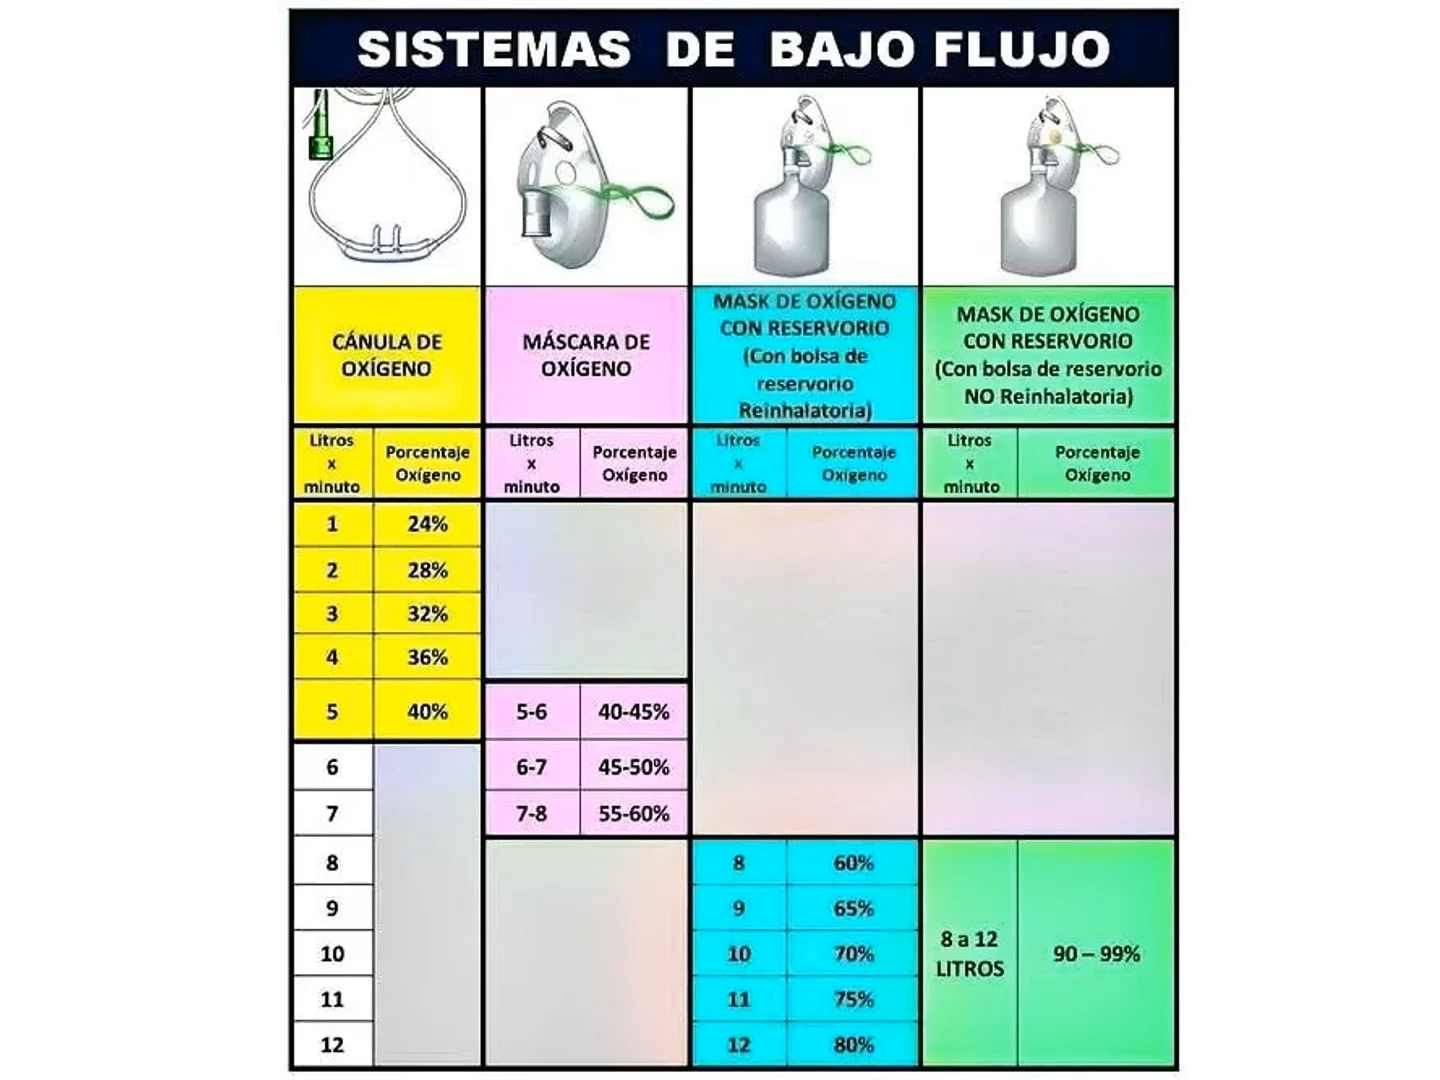 SISTEMAS DE BAJO FLUJO
CÁNULA DE
OXÍGENO
MÁSCARA DE
OXÍGENO
MASK DE OXÍGENO
CON RESERVORIO
(Con bolsa de
reservorio
Reinhalatoria)
MASK DE OXÍGENO
CON RESERVORIO
(Con bolsa de reservorio
NO Reinhalatoria)
Litros
x
minuto
Porcentaje
Oxígeno
Litros
x
minuto
Porcentaje
Oxígeno
Litros
x
minuto
Porcentaje
Oxígeno
Litros
x
minuto
Porcentaje
Oxígeno
1 24%
2 28%
3 32%
4 36%
5 40% 5-6 40-45%
6 6-7 45-50%
7 7-8 55-60%
8 8 60%
9 9 65%
10 10 70%
11 11 75%
12 12 80%
8 a 12
LITROS
90 – 99%